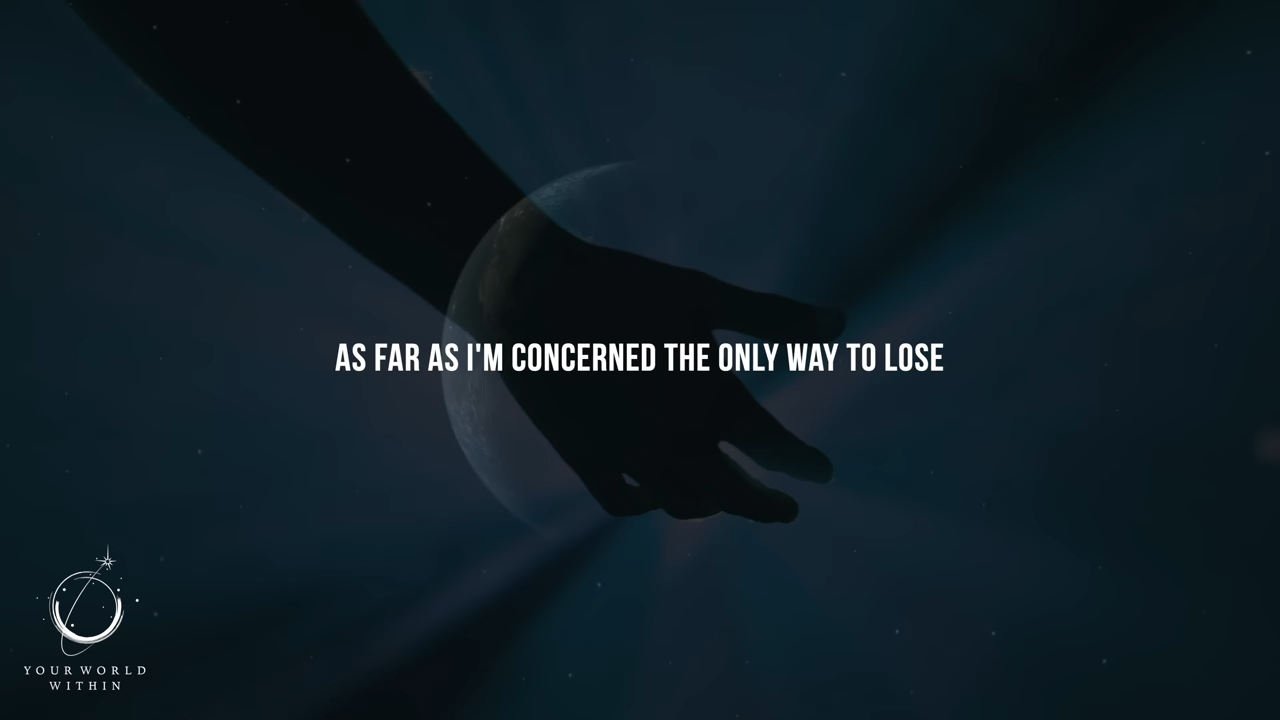 AS FAR AS I'M CONCERNED THE ONLY WAY TO LOSE
YOUR WORLD
WITHIN